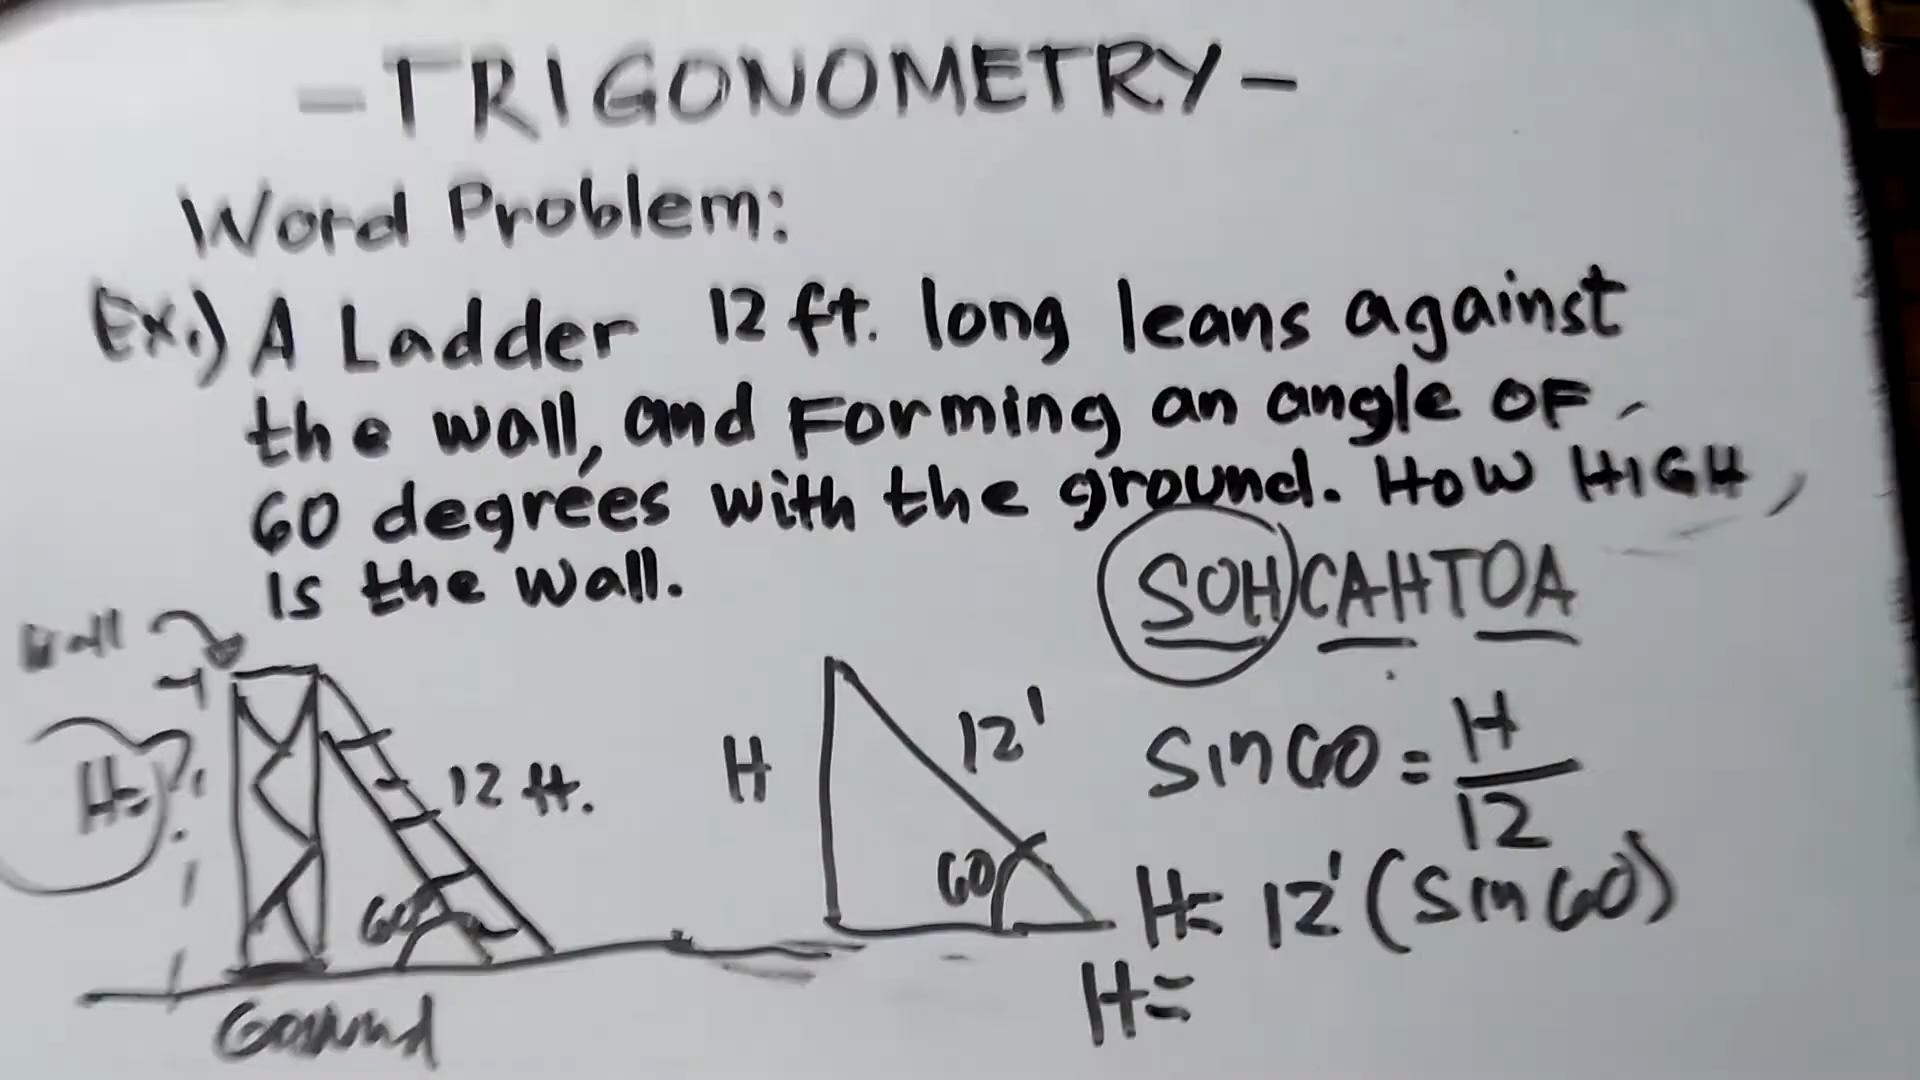 -TRIGONOMETRY-
Word Problem:
Ex.) A Ladder 12 ft. long leans against
the wall, and Forming an angle OF
60 degrees with the ground. HOW HIGH,
is the wall.
SOHCAHTOA
Wall
H=?
12 ft.
60
Ground
H
12'
60
Sin 60 = H
12
H= 12' (Sin 60)
H=